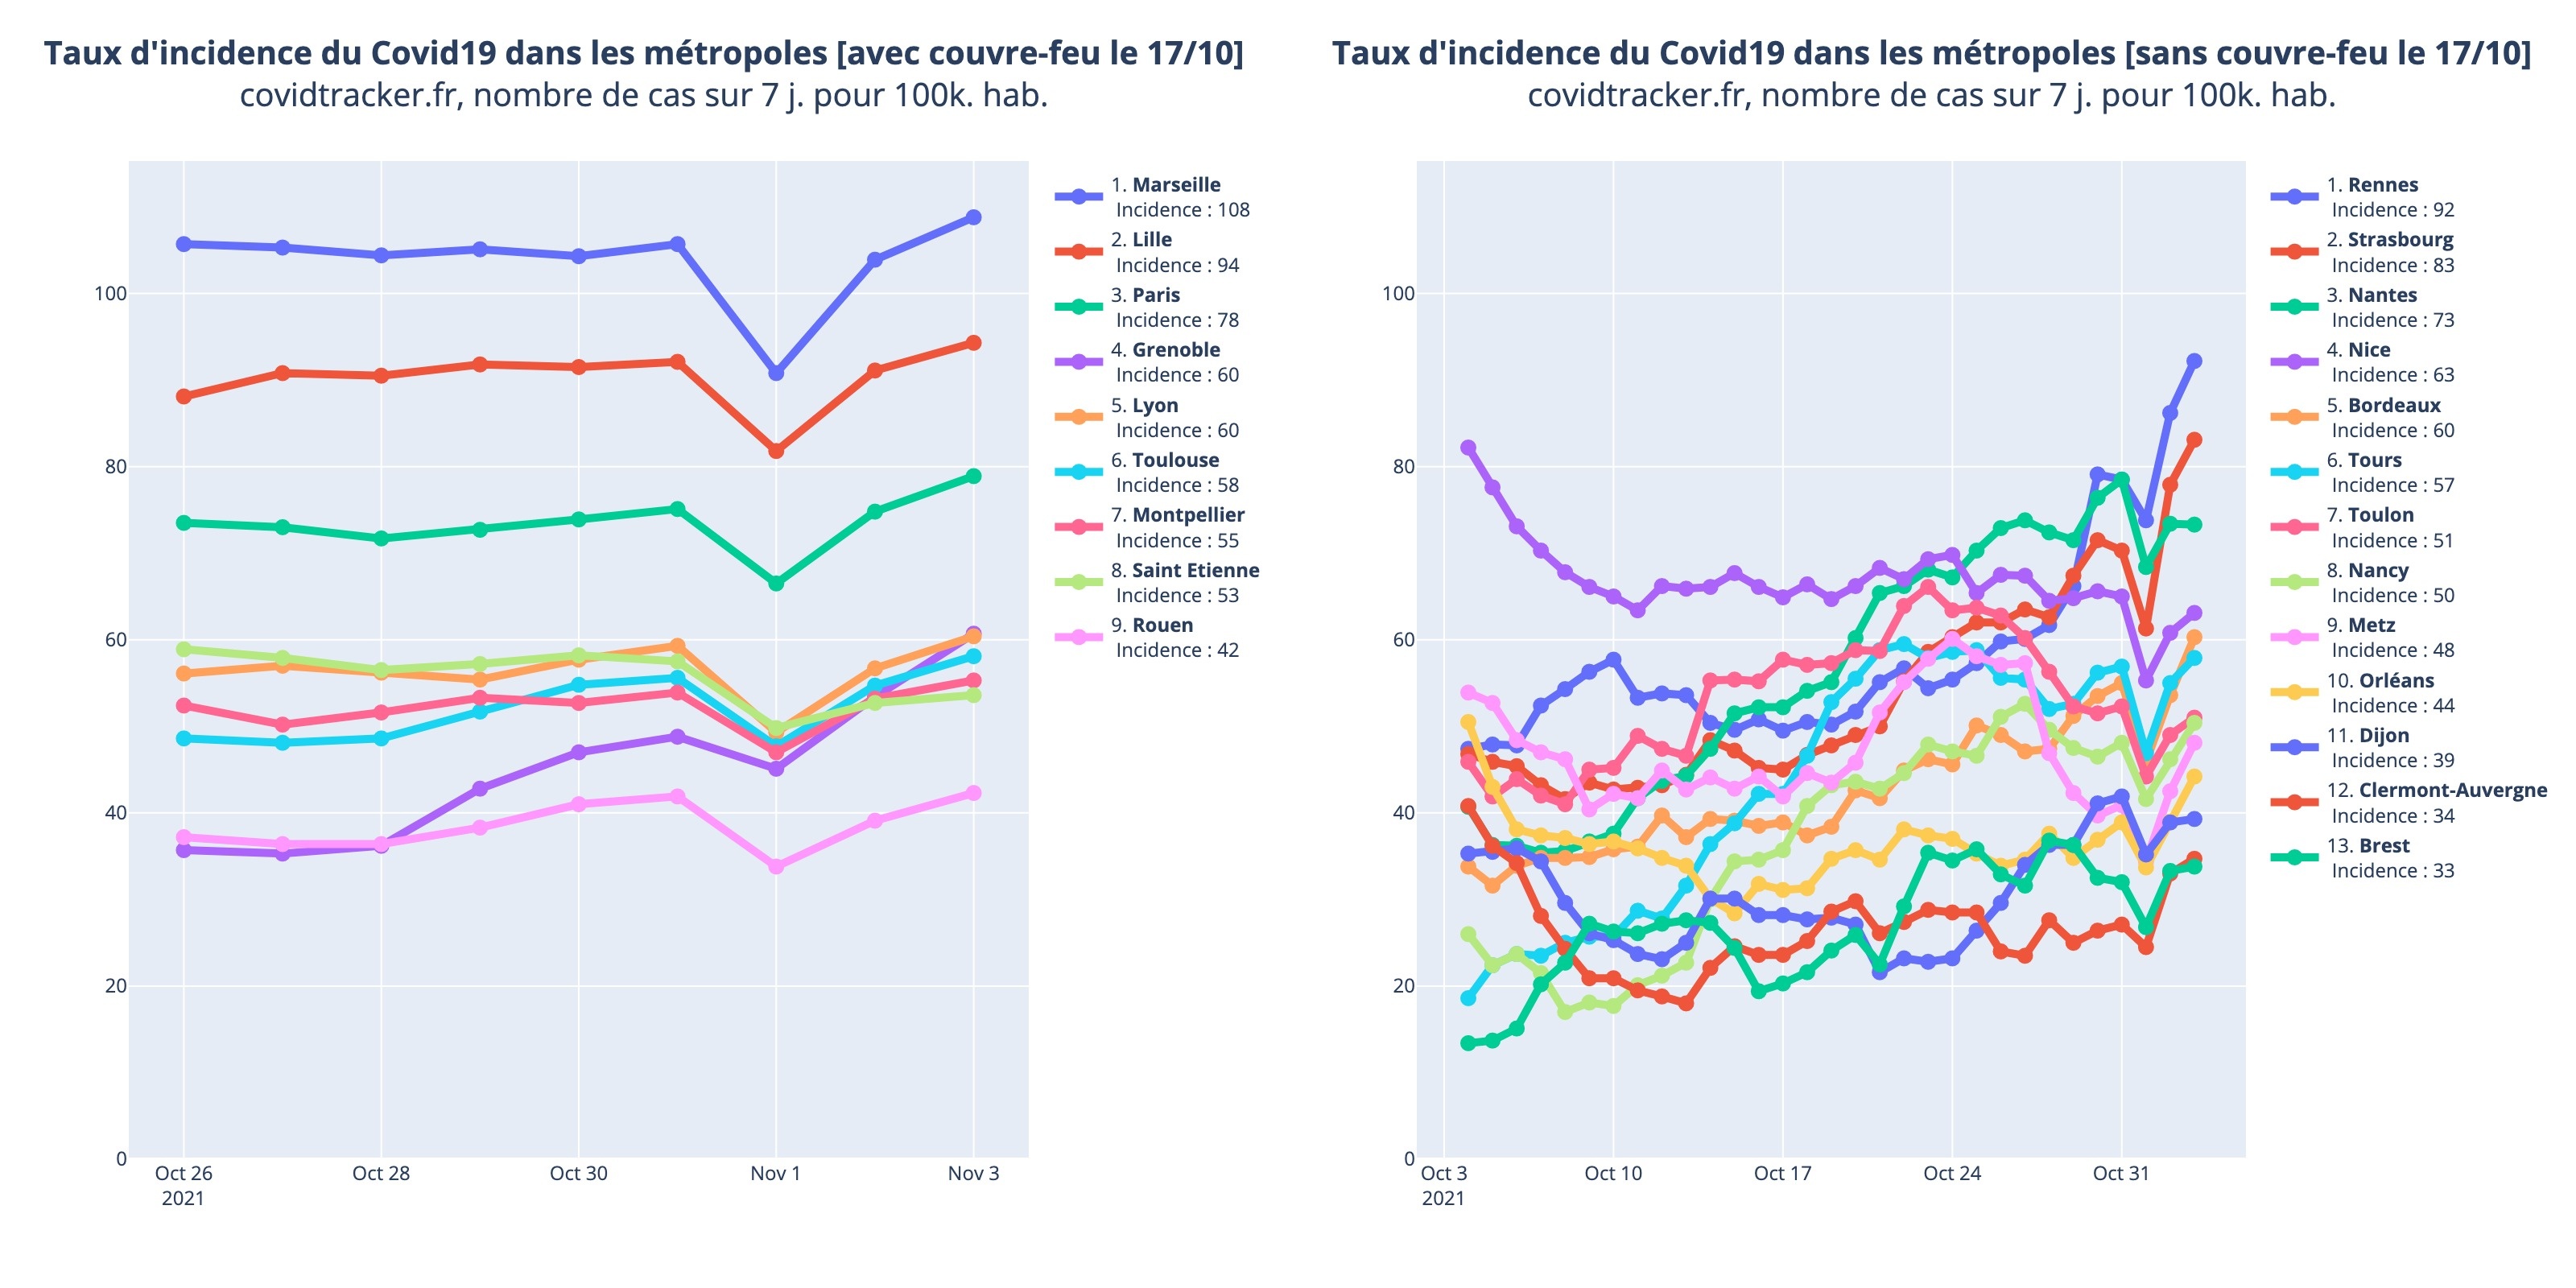 Taux d'incidence du Covid19 dans les métropoles [avec couvre-feu le 17/10]
covidtracker.fr, nombre de cas sur 7 j. pour 100k. hab.
100
80
60
40
20
0
Oct 26
2021
Oct 28
Oct 30
Nov 1
Nov 3
1. Marseille
Incidence : 108
2. Lille
Incidence : 94
3. Paris
Incidence : 78
4. Grenoble
Incidence : 60
5. Lyon
Incidence : 60
6. Toulouse
Incidence : 58
7. Montpellier
Incidence : 55
8. Saint Etienne
Incidence : 53
9. Rouen
Incidence : 42
Taux d'incidence du Covid19 dans les métropoles [sans couvre-feu le 17/10]
covidtracker.fr, nombre de cas sur 7 j. pour 100k. hab.
100
80
60
40
20
0
Oct 3
2021
Oct 10
Oct 17
Oct 24
Oct 31
1. Rennes
Incidence : 92
2. Strasbourg
Incidence : 83
3. Nantes
Incidence : 73
4. Nice
Incidence : 63
5. Bordeaux
Incidence : 60
6. Tours
Incidence : 57
7. Toulon
Incidence : 51
8. Nancy
Incidence : 50
9. Metz
Incidence : 48
10. Orléans
Incidence : 44
11. Dijon
Incidence : 39
12. Clermont-Auvergne
Incidence : 34
13. Brest
Incidence : 33